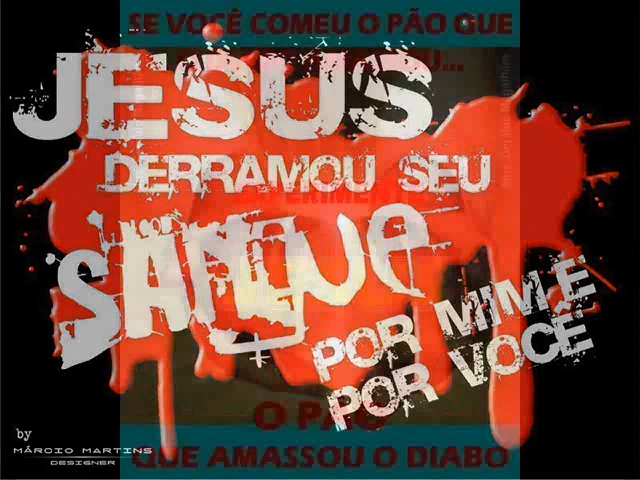 SE VOCÊ COMEU O PÃO QUE
JESUS
DERRAMOU SEU
SANGUE
POR MIM E
POR VOCÊ
O PÃO
QUE AMASSOU O DIABO
by
MÁRCIO MARTINS
DESIGNER